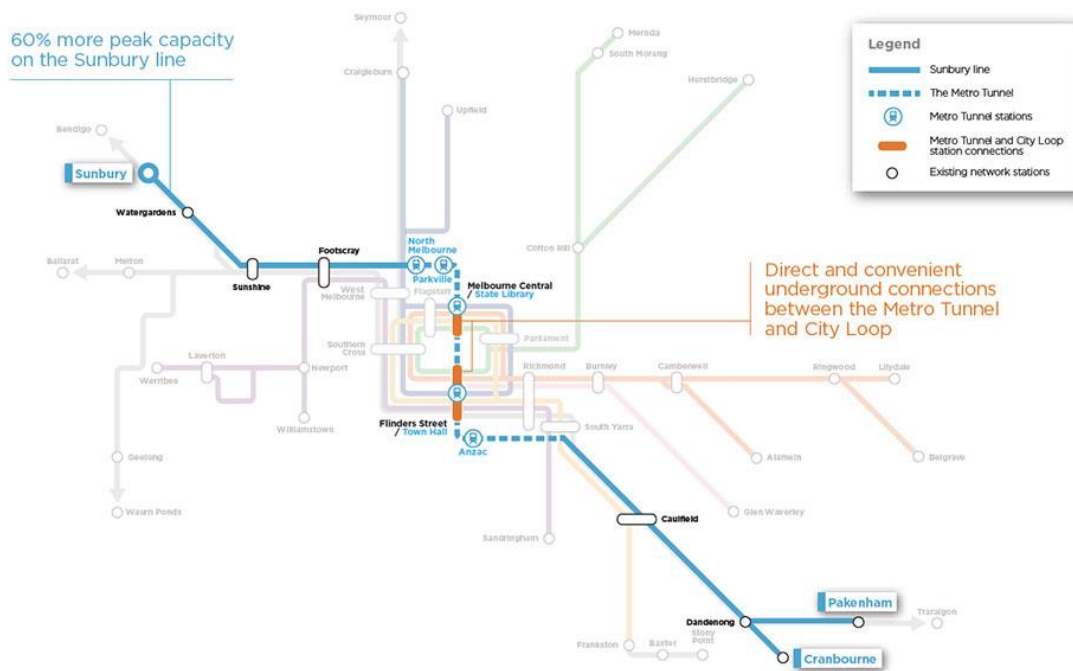 60% more peak capacity
on the Sunbury line
Seymour
Craigieburn
Upfield
Mernda
South Morang
Hurstbridge
Legend
Sunbury line
The Metro Tunnel
Metro Tunnel stations
Metro Tunnel and City Loop
station connections
Existing network stations
Bendigo
Sunbury
Watergardens
Ballarat
Melton
Sunshine
Footscray
North
Melbourne
Parkville
West
Melbourne
Flagstaff
Melbourne Central
/ State Library
Clifton Hill
Direct and convenient
underground connections
between the Metro Tunnel
and City Loop
Southern
Cross
Parliament
Laverton
Werribee
Newport
Williamstown
Richmond
Burnley
Camberwell
Ringwood
Lilydale
Flinders Street
/ Town Hall
Anzac
South Yarra
Geelong
Waurn Ponds
Alamein
Belgrave
Glen Waverley
Sandringham
Caulfield
Dandenong
Pakenham
Traralgon
Cranbourne
Frankston
Baxter
Stony
Point